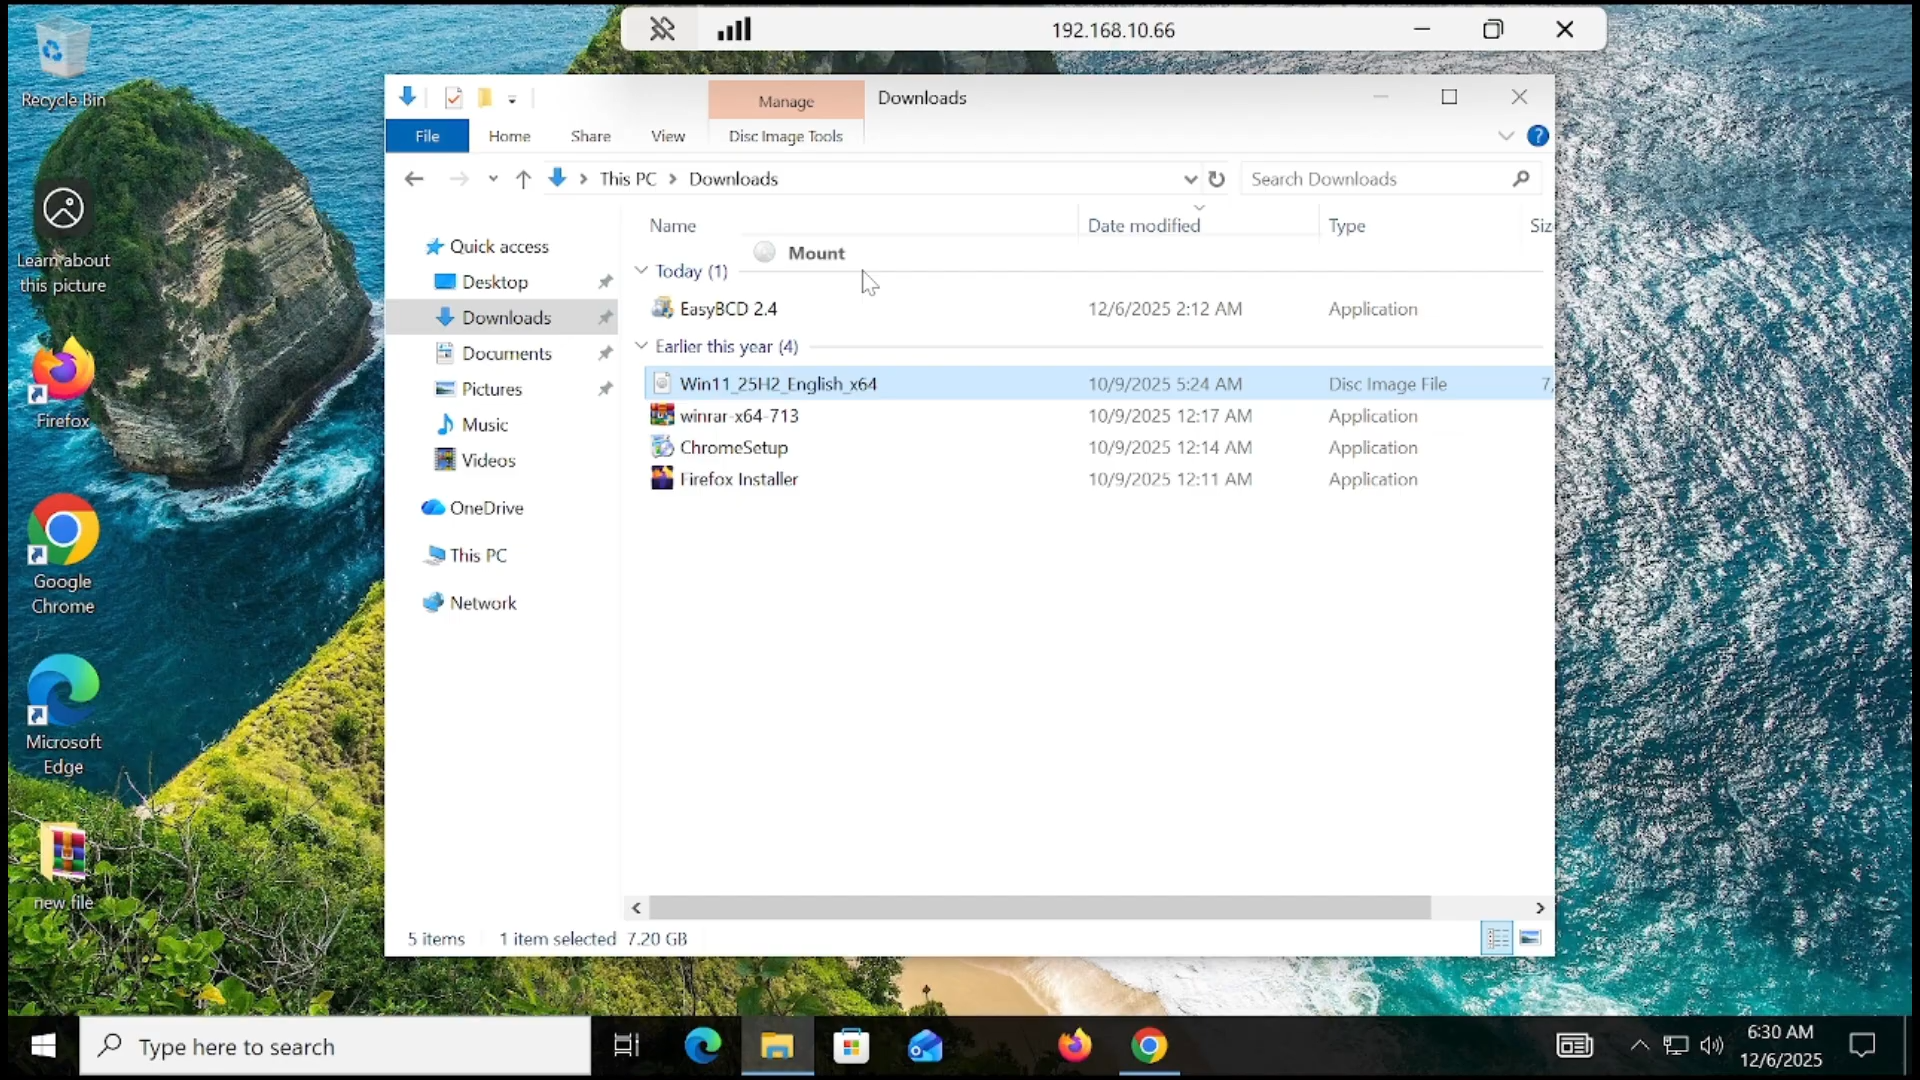 192.168.10.66
Recycle Bin
Learn about
this picture
Firefox
Google
Chrome
Microsoft
Edge
new file
Manage
Downloads
File
Home
Share
View
Disc Image Tools
This PC
Downloads
Search Downloads
Quick access
Desktop
Downloads
Documents
Pictures
Music
Videos
OneDrive
This PC
Network
Name
Date modified
Type
Siz
Mount
Today (1)
EasyBCD 2.4
12/6/2025 2:12 AM
Application
Earlier this year (4)
Win11_25H2_English_x64
10/9/2025 5:24 AM
Disc Image File
7,
winrar-x64-713
10/9/2025 12:17 AM
Application
ChromeSetup
10/9/2025 12:14 AM
Application
Firefox Installer
10/9/2025 12:11 AM
Application
5 items
1 item selected 7.20 GB
Type here to search
6:30 AM
12/6/2025